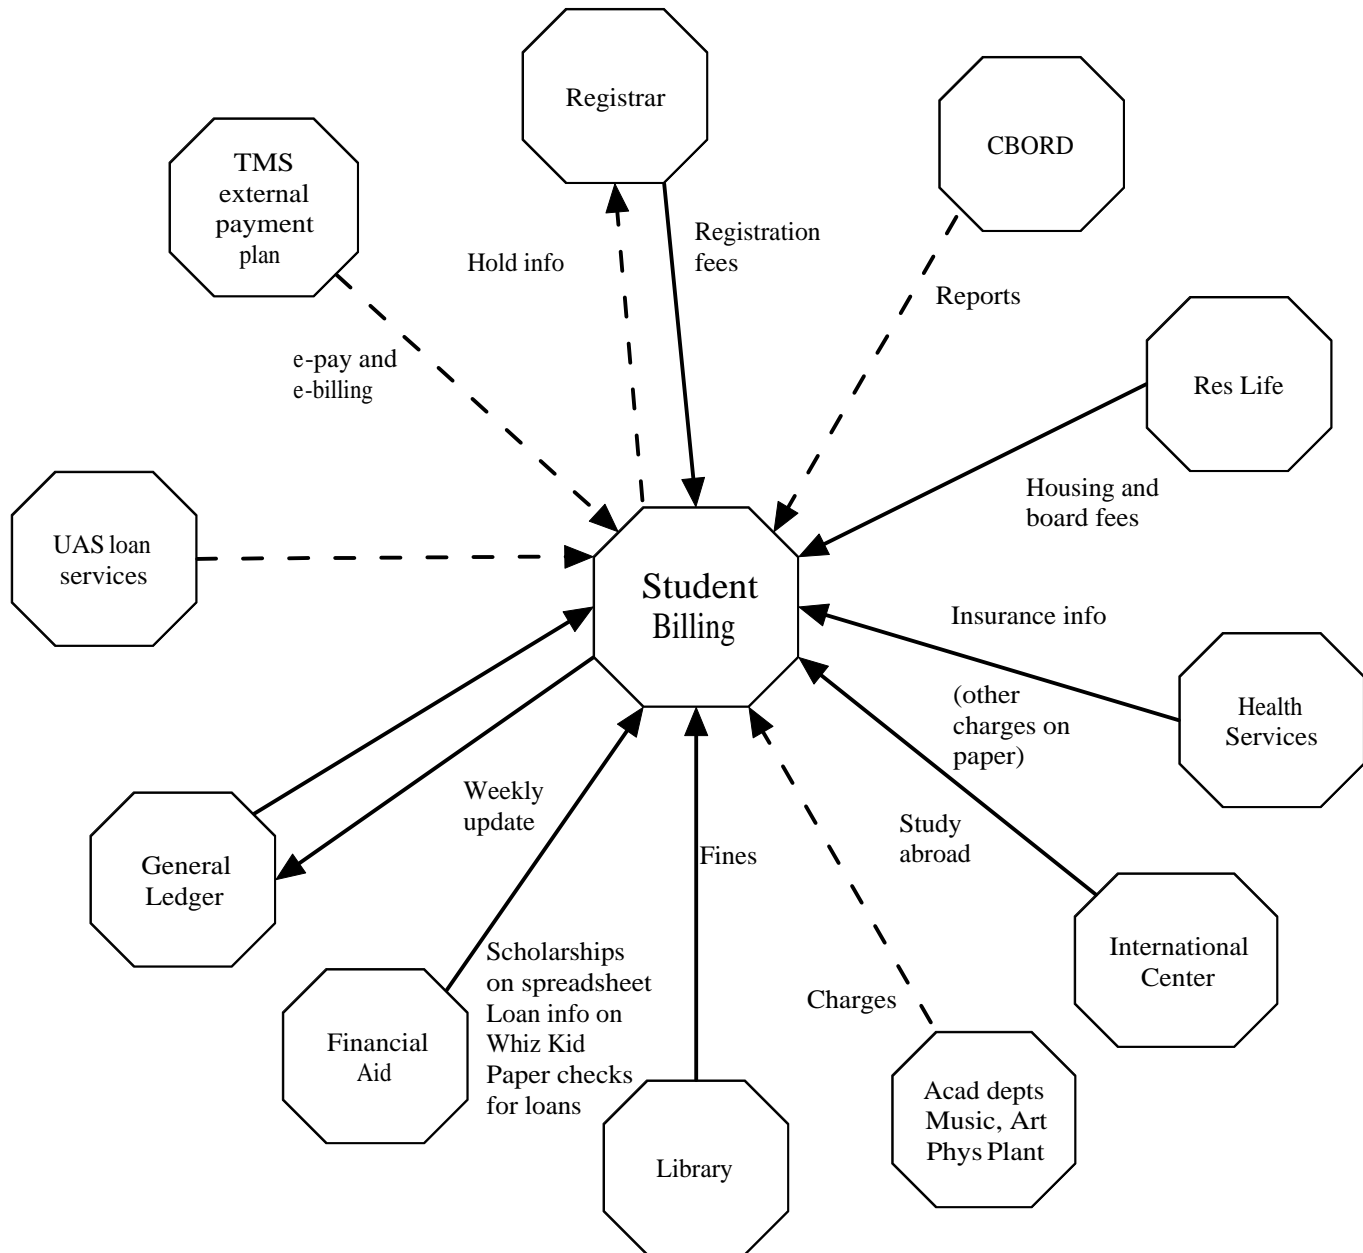 Registrar
CBORD
TMS
external
payment
plan
Registration
fees
Hold info
Reports
e-pay and
e-billing
Res Life
Housing and
board fees
UAS loan
services
Student
Billing
Insurance info
(other
charges on
paper)
Health
Services
Weekly
update
Fines
Study
abroad
General
Ledger
Scholarships
on spreadsheet
Loan info on
Whiz Kid
Paper checks
for loans
Charges
International
Center
Financial
Aid
Library
Acad depts
Music, Art
Phys Plant